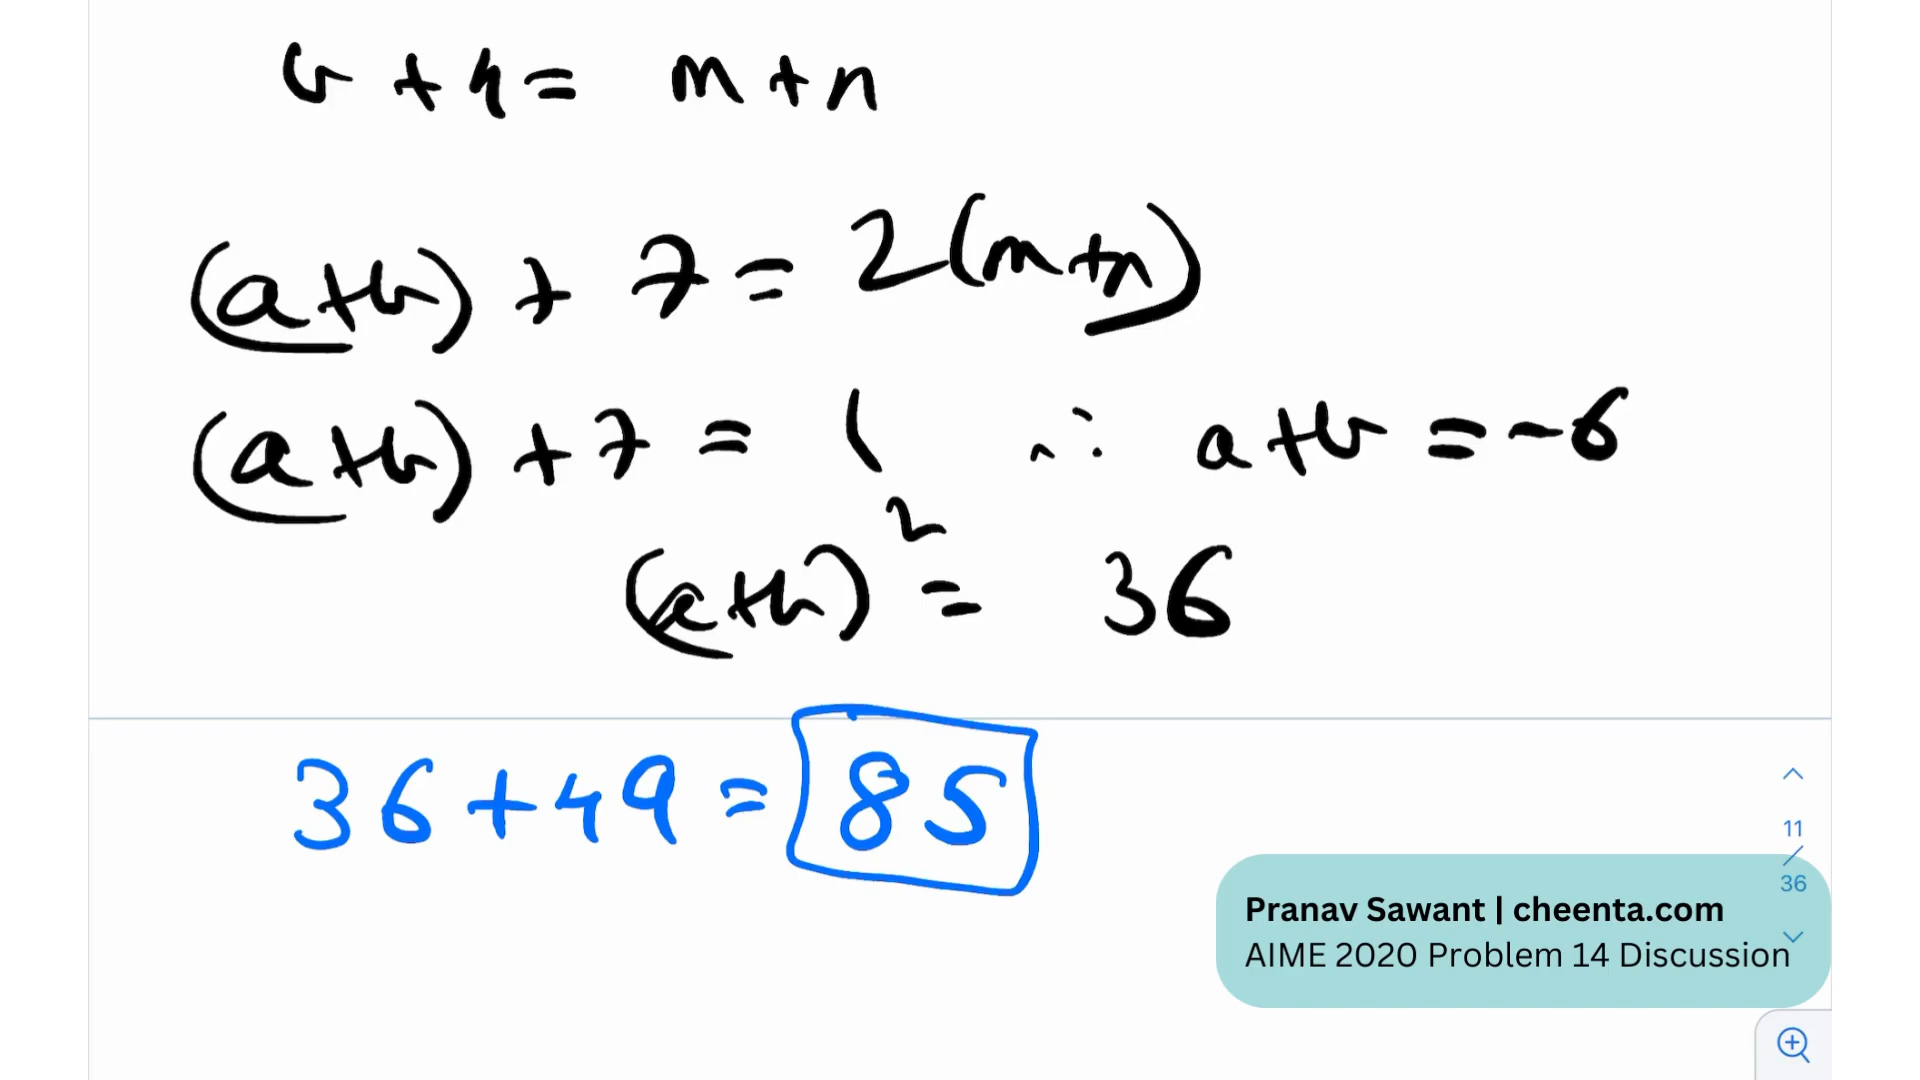 b + 4 = m + n
(a+b) + 7 = 2(m+n)
(a+b) + 7 = 1 ∴ a+b = -6
(a+b)² = 36
36 + 49 = 85
11
/
36
Pranav Sawant | cheenta.com
AIME 2020 Problem 14 Discussion